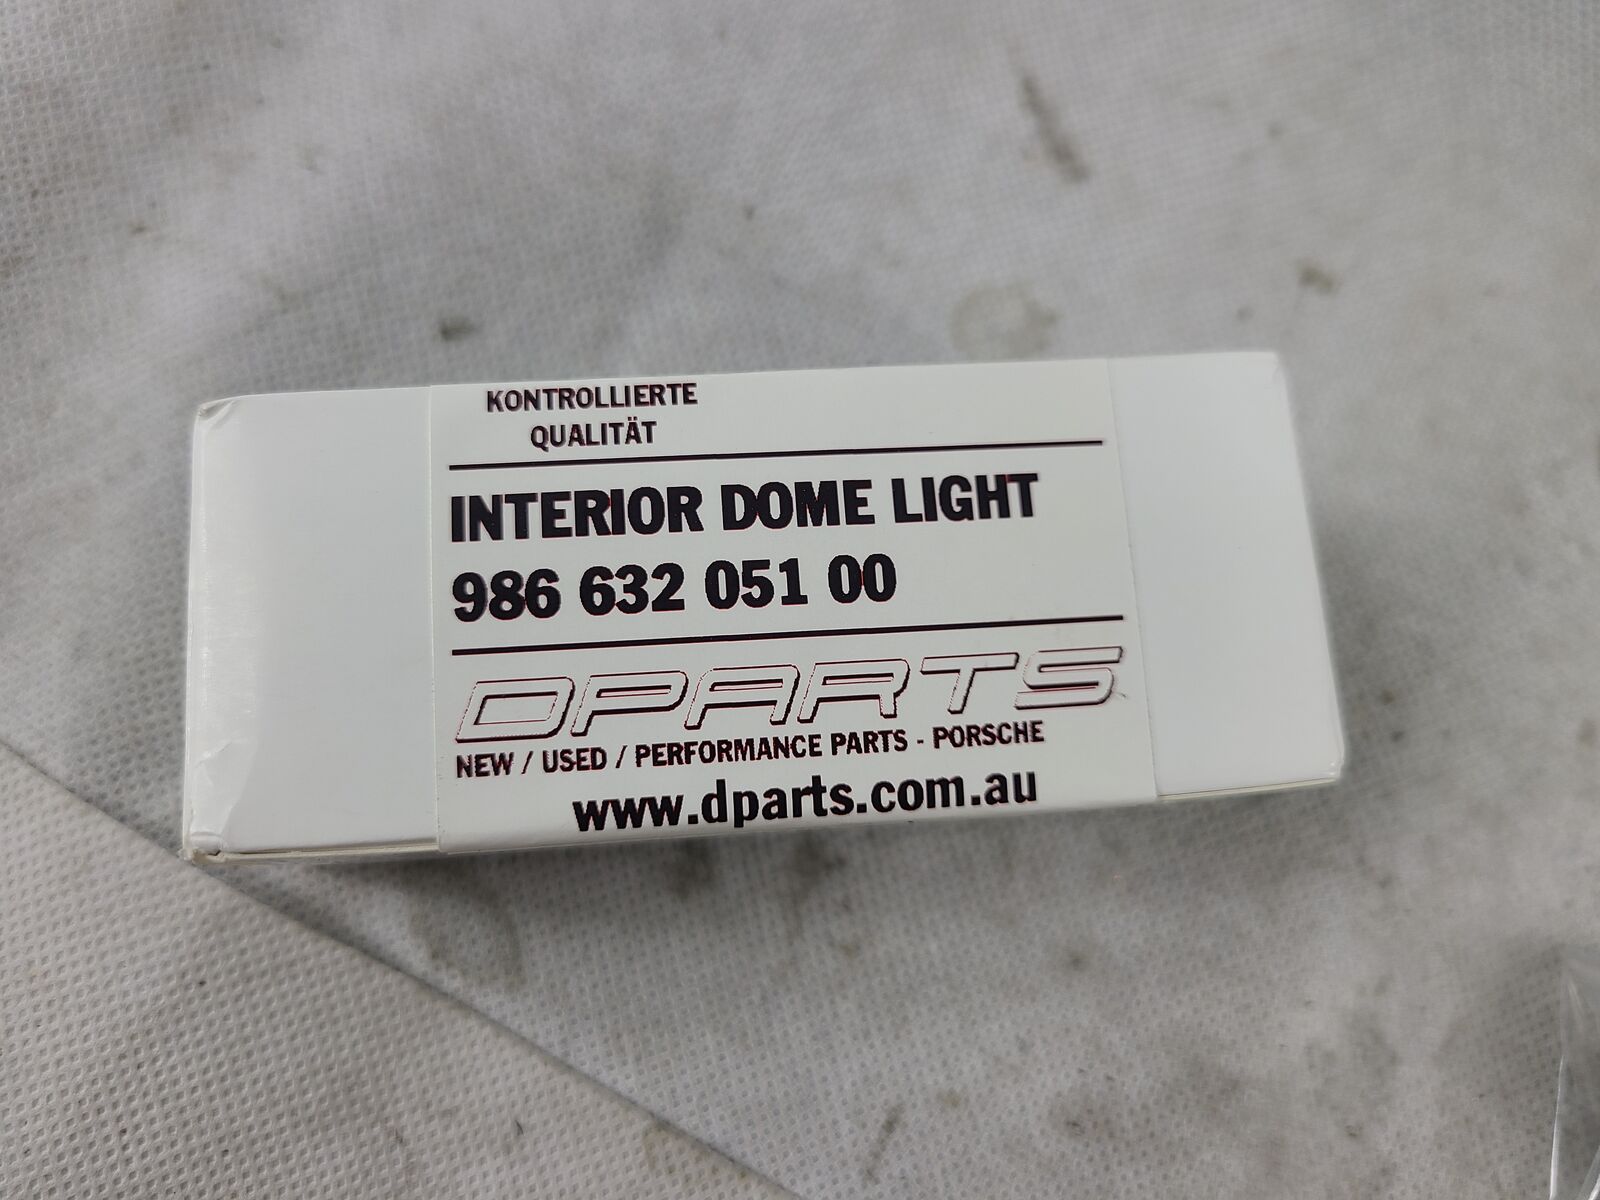 KONTROLLIERTE
QUALITÄT
INTERIOR DOME LIGHT
986 632 051 00
DPARTS
NEW / USED / PERFORMANCE PARTS - PORSCHE
www.dparts.com.au